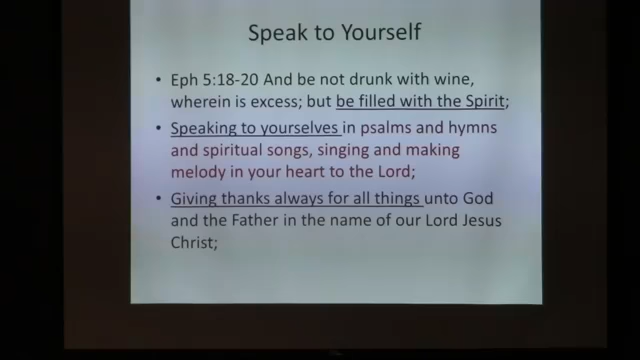 Speak to Yourself
• Eph 5:18-20 And be not drunk with wine,
wherein is excess; but be filled with the Spirit;
• Speaking to yourselves in psalms and hymns
and spiritual songs, singing and making
melody in your heart to the Lord;
• Giving thanks always for all things unto God
and the Father in the name of our Lord Jesus
Christ;